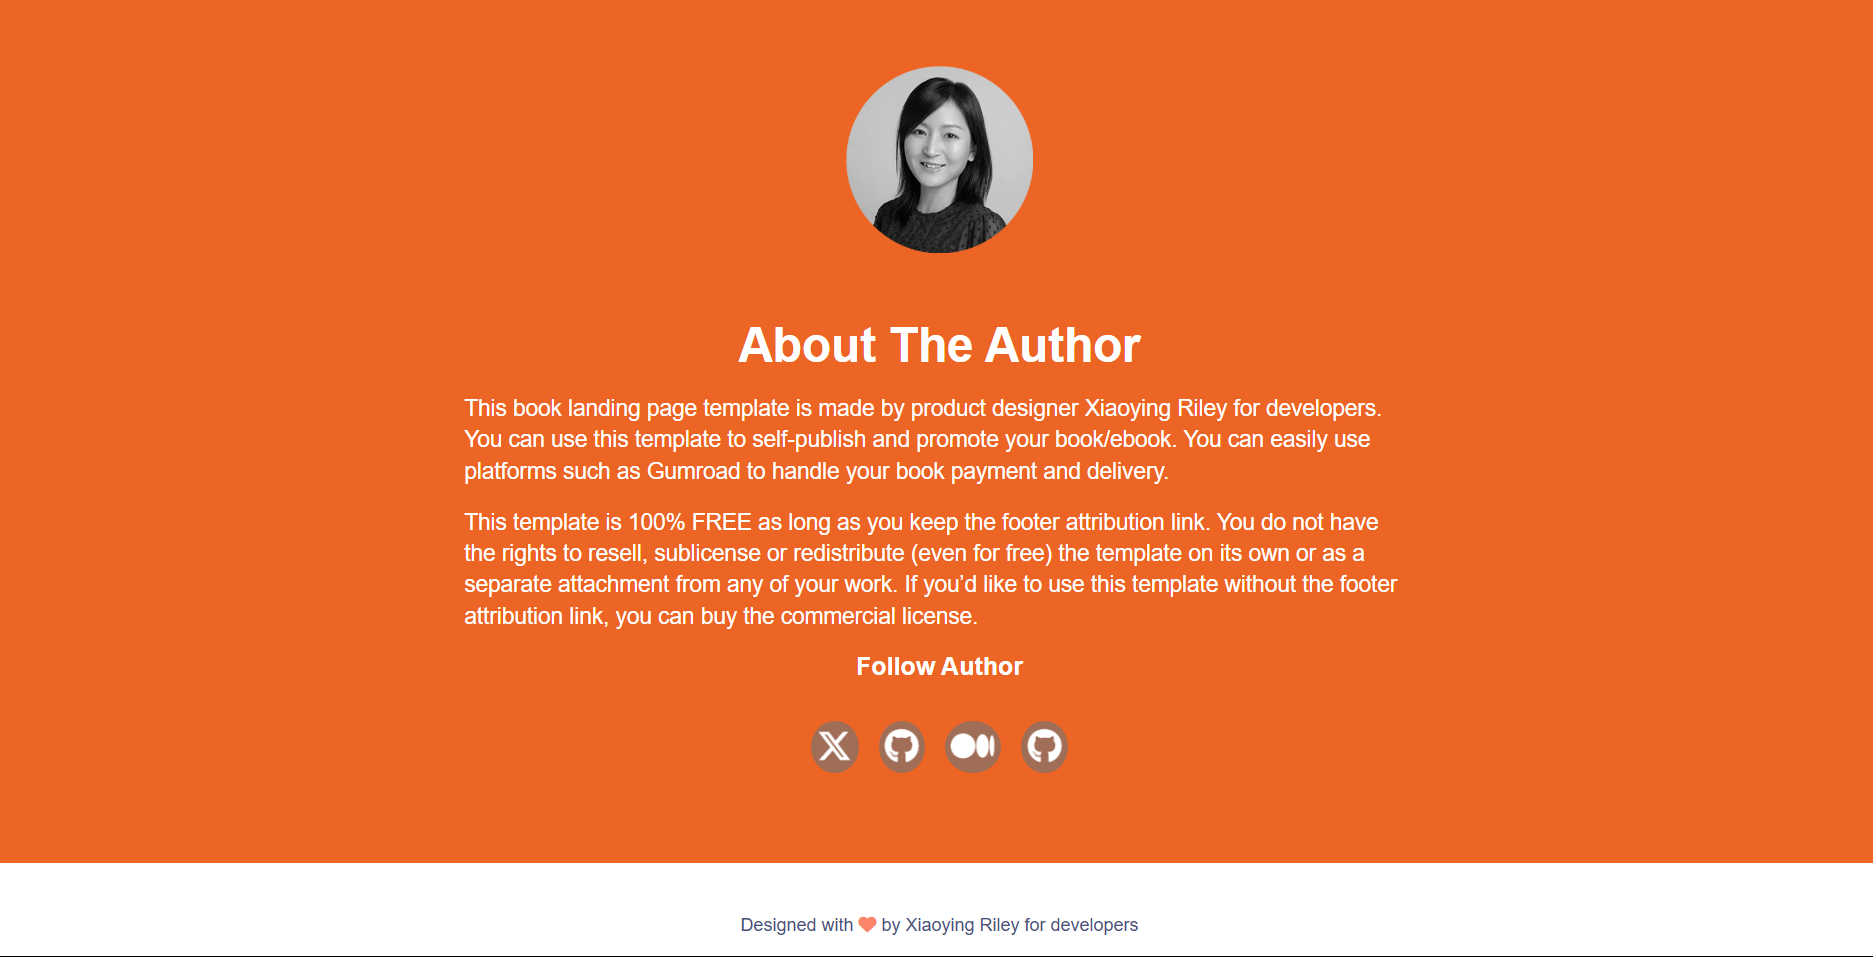 About The Author
This book landing page template is made by product designer Xiaoying Riley for developers.
You can use this template to self-publish and promote your book/ebook. You can easily use
platforms such as Gumroad to handle your book payment and delivery.
This template is 100% FREE as long as you keep the footer attribution link. You do not have
the rights to resell, sublicense or redistribute (even for free) the template on its own or as a
separate attachment from any of your work. If you’d like to use this template without the footer
attribution link, you can buy the commercial license.
Follow Author
Designed with by Xiaoying Riley for developers